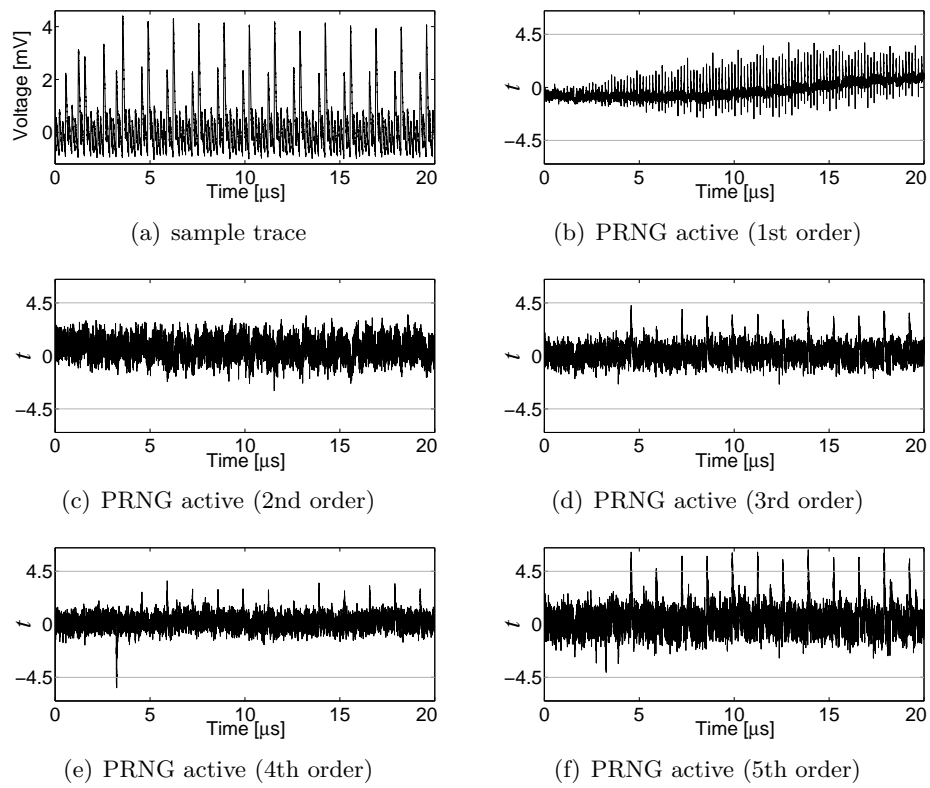 4
2
0
Voltage [mV]
0 5 10 15 20
Time [μs]
(a) sample trace
4.5
0
−4.5
t
0 5 10 15 20
Time [μs]
(b) PRNG active (1st order)
4.5
0
−4.5
t
0 5 10 15 20
Time [μs]
(c) PRNG active (2nd order)
4.5
0
−4.5
t
0 5 10 15 20
Time [μs]
(d) PRNG active (3rd order)
4.5
0
−4.5
t
0 5 10 15 20
Time [μs]
(e) PRNG active (4th order)
4.5
0
−4.5
t
0 5 10 15 20
Time [μs]
(f) PRNG active (5th order)